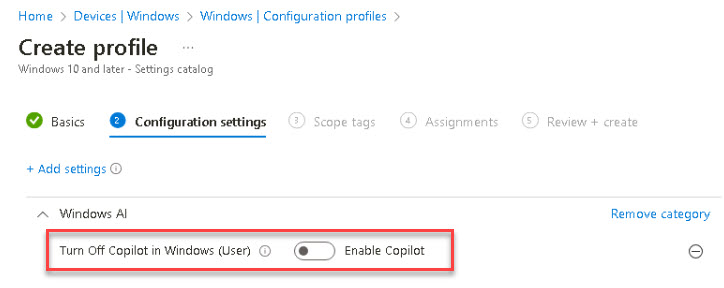 Home > Devices | Windows > Windows | Configuration profiles >
Create profile ...
Windows 10 and later - Settings catalog
Basics 2 Configuration settings 3 Scope tags 4 Assignments 5 Review + create
+ Add settings
Windows AI Remove category
Turn Off Copilot in Windows (User) Enable Copilot